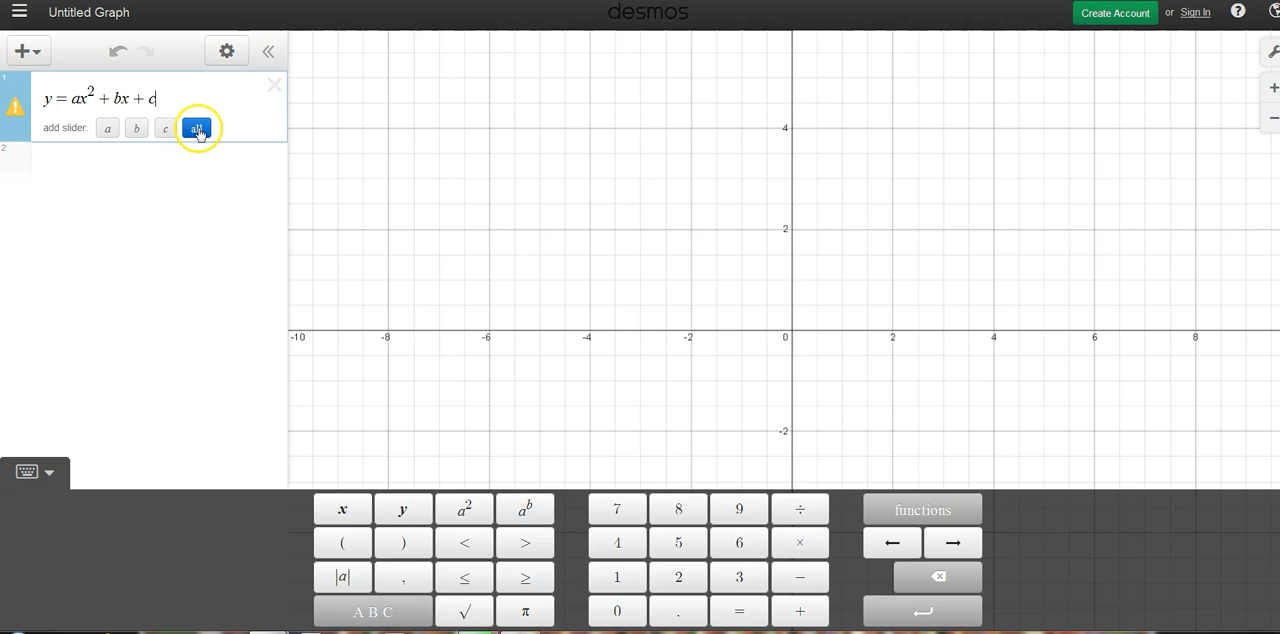 Untitled Graph
desmos
Create Account or Sign In ?
1
y = ax² + bx + c
add slider: a b c all
2
4
2
-10 -8 -6 -4 -2 0 2 4 6 8
-2
x y a² aᵇ 7 8 9 ÷ functions
( ) < > 4 5 6 × ← →
|a| , ≤ ≥ 1 2 3 −
A B C √ π 0 . = +